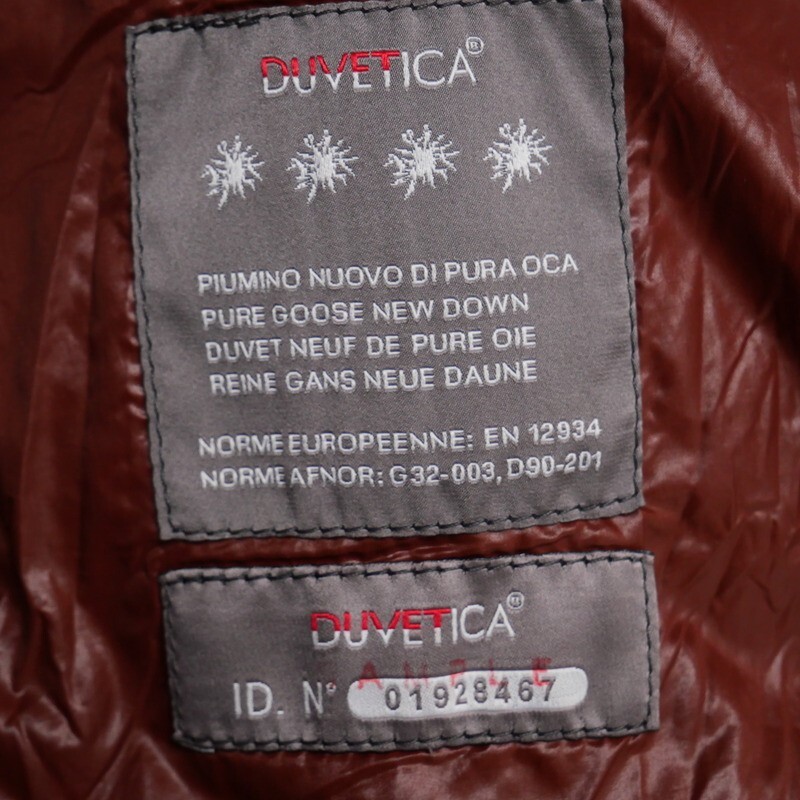 DUVETICA®
PIUMINO NUOVO DI PURA OCA
PURE GOOSE NEW DOWN
DUVET NEUF DE PURE OIE
REINE GANS NEUE DAUNE
NORME EUROPEENNE: EN 12934
NORME AFNOR: G32-003, D90-201
DUVETICA®
ID. N° 01928467